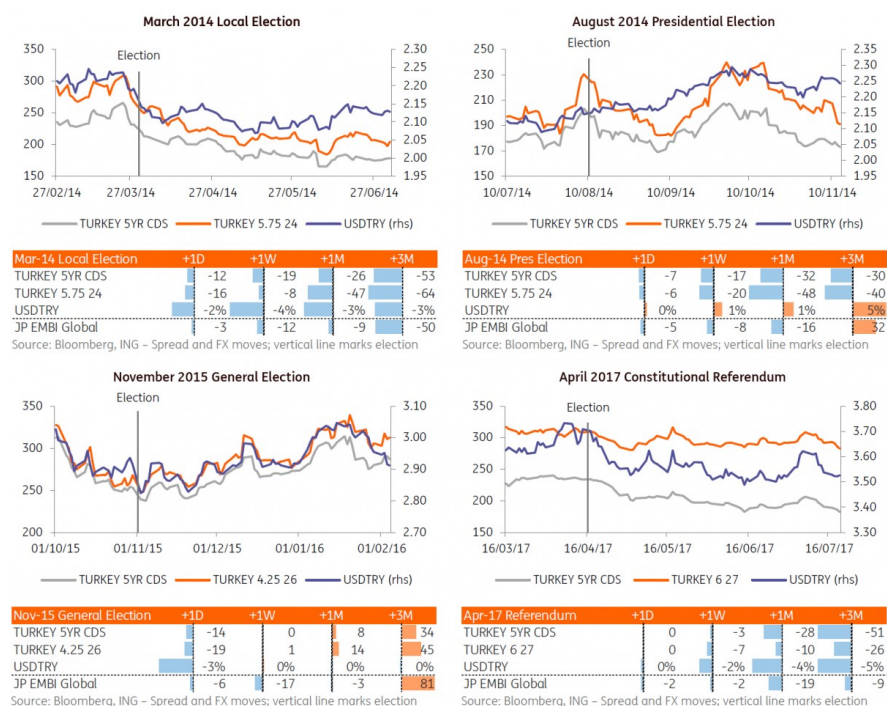 March 2014 Local Election
350 2.30
Election
300 2.25
2.20
250 2.15
2.10
200 2.05
2.00
150 1.95
27/02/14 27/03/14 27/04/14 27/05/14 27/06/14
TURKEY 5YR CDS TURKEY 5.75 24 USDTRY (rhs)
Mar-14 Local Election +1D +1W +1M +3M
TURKEY 5YR CDS -12 -19 -26 -53
TURKEY 5.75 24 -16 -8 -47 -64
USDTRY -2% -4% -3% -3%
JP EMBI Global -3 -12 -9 -50
Source: Bloomberg, ING – Spread and FX moves; vertical line marks election
August 2014 Presidential Election
Election
250 2.35
2.30
230 2.25
210 2.20
2.15
190 2.10
170 2.05
2.00
150 1.95
10/07/14 10/08/14 10/09/14 10/10/14 10/11/14
TURKEY 5YR CDS TURKEY 5.75 24 USDTRY (rhs)
Aug-14 Pres Election +1D +1W +1M +3M
TURKEY 5YR CDS -7 -17 -32 -30
TURKEY 5.75 24 -6 -20 -48 -40
USDTRY 0% 1% 1% 5%
JP EMBI Global -5 -8 -16 32
Source: Bloomberg, ING – Spread and FX moves; vertical line marks election
November 2015 General Election
Election
350 3.10
300 3.00
2.90
250 2.80
200 2.70
01/10/15 01/11/15 01/12/15 01/01/16 01/02/16
TURKEY 5YR CDS TURKEY 4.25 26 USDTRY (rhs)
Nov-15 General Election +1D +1W +1M +3M
TURKEY 5YR CDS -14 0 8 34
TURKEY 4.25 26 -19 1 14 45
USDTRY -3% 0% 0% 0%
JP EMBI Global -6 -17 -3 81
Source: Bloomberg, ING – Spread and FX moves; vertical line marks election
April 2017 Constitutional Referendum
350 3.80
Election
300 3.70
3.60
250 3.50
200 3.40
150 3.30
16/03/17 16/04/17 16/05/17 16/06/17 16/07/17
TURKEY 5YR CDS TURKEY 6 27 USDTRY (rhs)
Apr-17 Referendum +1D +1W +1M +3M
TURKEY 5YR CDS 0 -3 -28 -51
TURKEY 6 27 0 -7 -10 -26
USDTRY 0% -2% -4% -5%
JP EMBI Global -2 -2 -19 -9
Source: Bloomberg, ING – Spread and FX moves; vertical line marks election